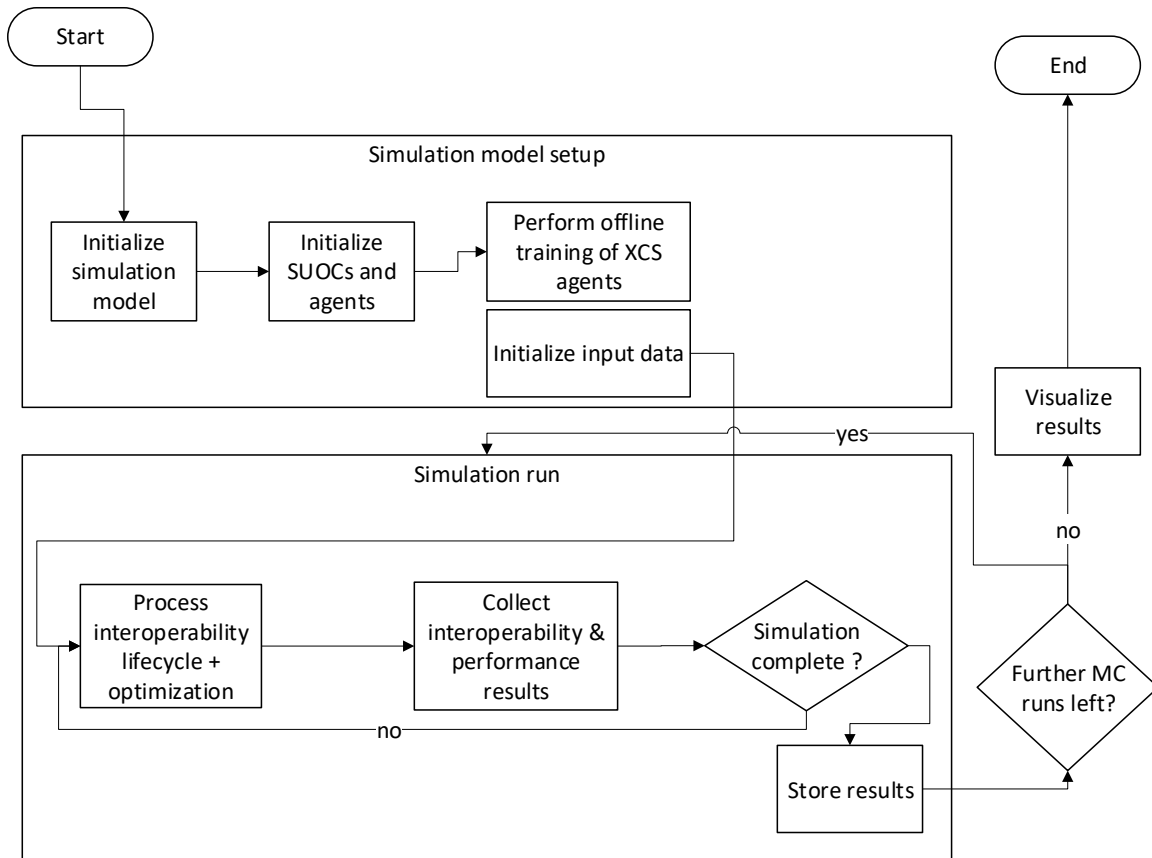 Start
End
Simulation model setup
Initialize
simulation
model
Initialize
SUOCs and
agents
Perform offline
training of XCS
agents
Initialize input data
Visualize
results
yes
Simulation run
no
Process
interoperability
lifecycle +
optimization
Collect
interoperability &
performance
results
Simulation
complete ?
Further MC
runs left?
no
Store results